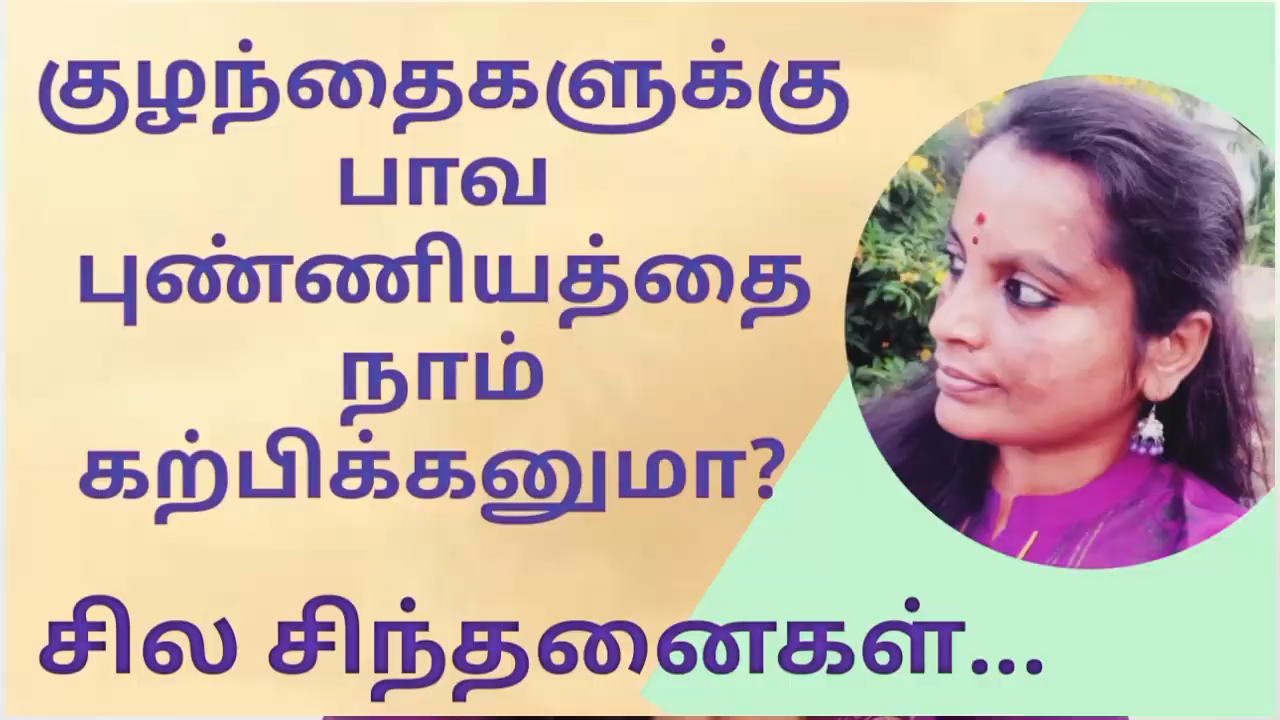 குழந்தைகளுக்கு
பாவ
புண்ணியத்தை
நாம்
கற்பிக்கனுமா?
சில சிந்தனைகள்...